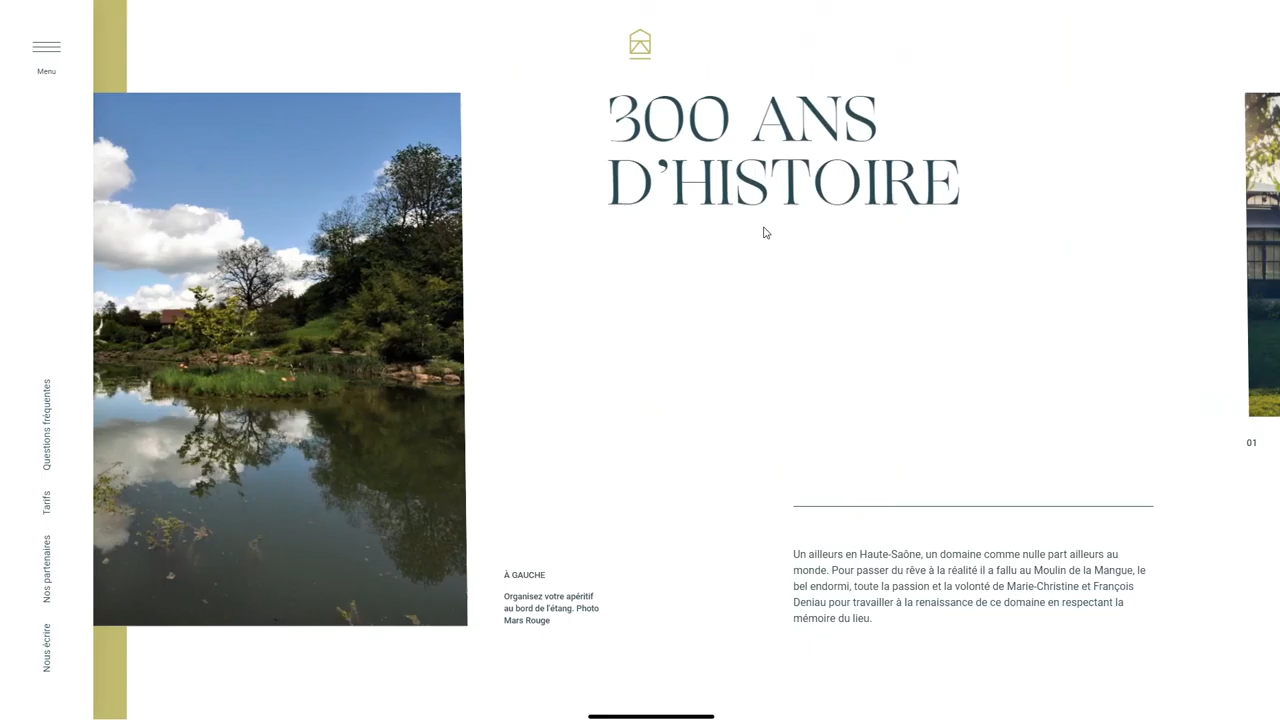 Menu
300 ANS
D’HISTOIRE
01
Questions fréquentes
Tarifs
Nos partenaires
Nous écrire
À GAUCHE
Organisez votre apéritif
au bord de l'étang. Photo
Mars Rouge
Un ailleurs en Haute-Saône, un domaine comme nulle part ailleurs au
monde. Pour passer du rêve à la réalité il a fallu au Moulin de la Mangue, le
bel endormi, toute la passion et la volonté de Marie-Christine et François
Deniau pour travailler à la renaissance de ce domaine en respectant la
mémoire du lieu.